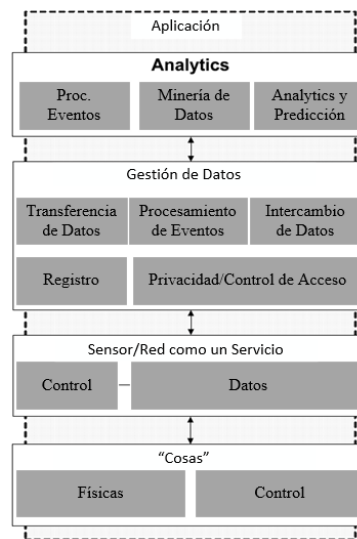 Aplicación
Analytics
Proc.
Eventos
Minería de
Datos
Analytics y
Predicción
Gestión de Datos
Transferencia
de Datos
Procesamiento
de Eventos
Intercambio
de Datos
Registro
Privacidad/Control de Acceso
Sensor/Red como un Servicio
Control
Datos
“Cosas”
Físicas
Control